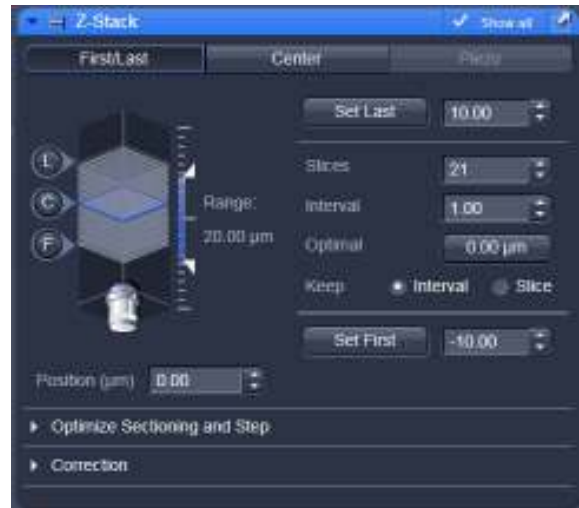 Z-Stack
Show all
First/Last
Center
Piezo
Set Last
10.00
L
C
F
Range:
20.00 µm
Slices
21
Interval
1.00
Optimal
0.00 µm
Keep
Interval
Slice
Set First
-10.00
Position (µm)
0.00
Optimize Sectioning and Step
Correction